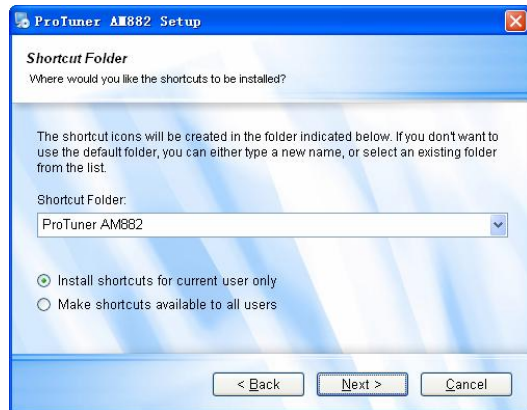 ProTuner AM882 Setup
Shortcut Folder
Where would you like the shortcuts to be installed?
The shortcut icons will be created in the folder indicated below. If you don't want to
use the default folder, you can either type a new name, or select an existing folder
from the list.
Shortcut Folder:
ProTuner AM882
Install shortcuts for current user only
Make shortcuts available to all users
< Back
Next >
Cancel